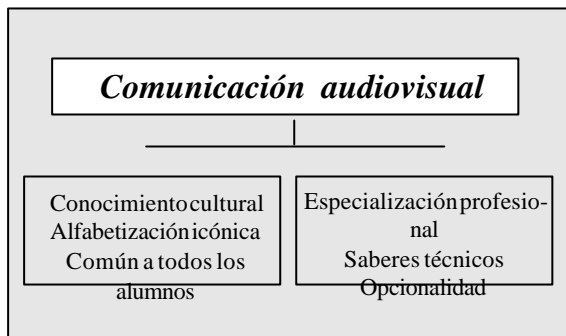 Comunicación audiovisual
Conocimiento cultural
Alfabetización icónica
Común a todos los
alumnos
Especialización profesio-
nal
Saberes técnicos
Opcionalidad